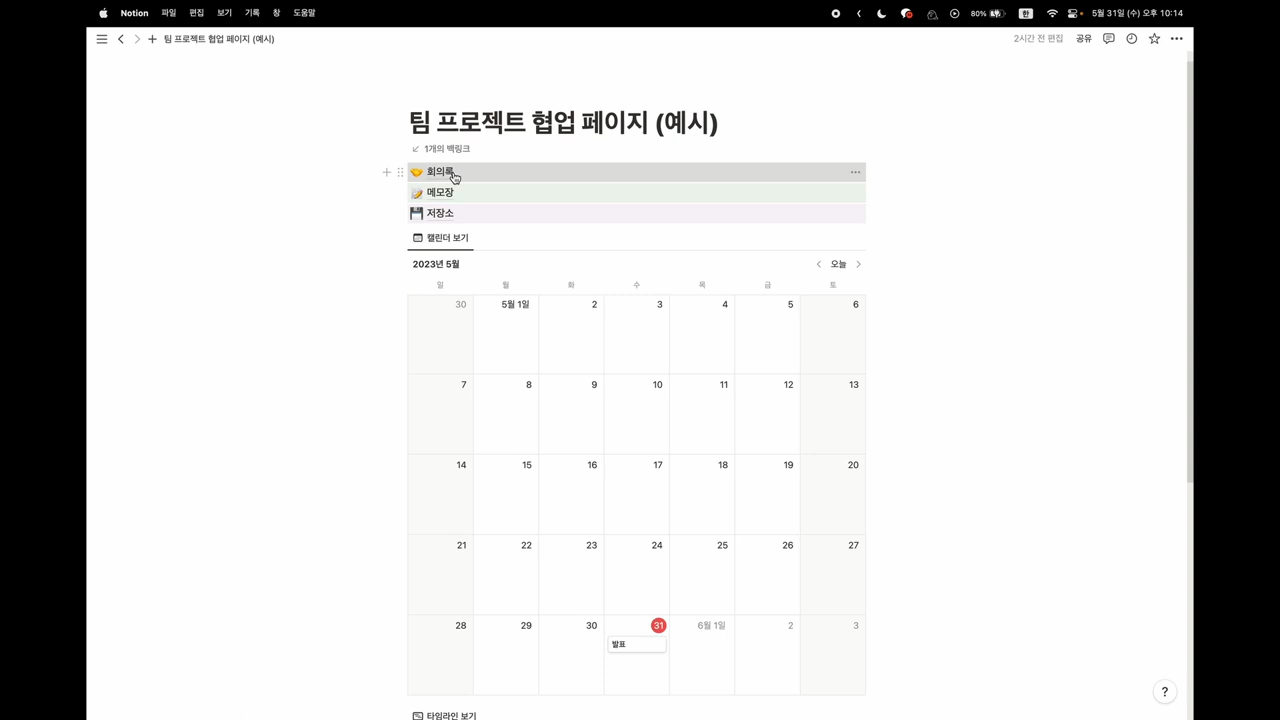 Notion 파일 편집 보기 기록 창 도움말 80% 한 5월 31일 (수) 오후 10:14
팀 프로젝트 협업 페이지 (예시) 2시간 전 편집 공유
팀 프로젝트 협업 페이지 (예시)
1개의 백링크
회의록
메모장
저장소
캘린더 보기
2023년 5월 오늘
일 월 화 수 목 금 토
30 5월 1일 2 3 4 5 6
7 8 9 10 11 12 13
14 15 16 17 18 19 20
21 22 23 24 25 26 27
28 29 30 31 6월 1일 2 3
발표
?
타임라인 보기